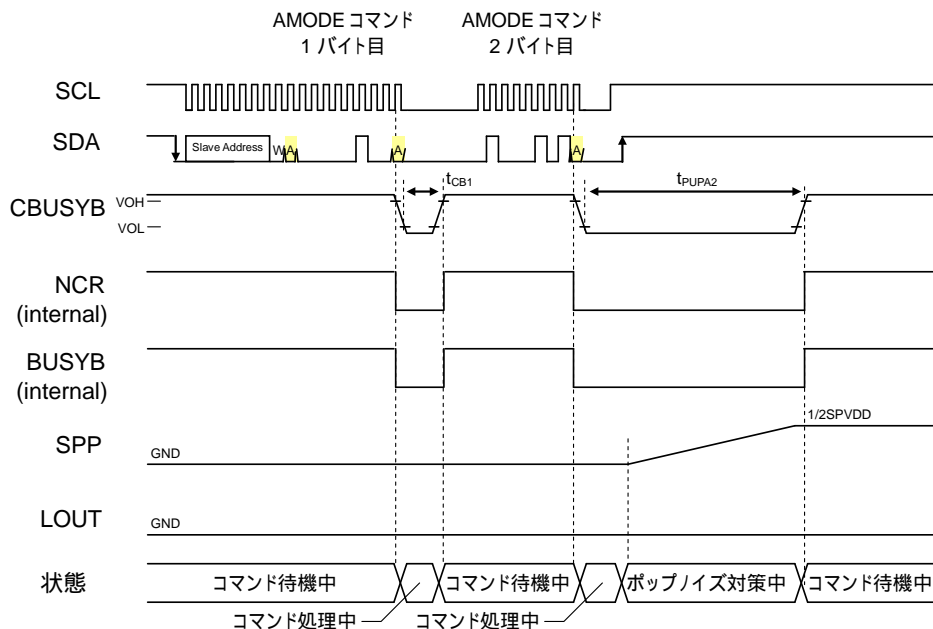 AMODE コマンド
1 バイト目
AMODE コマンド
2 バイト目
SCL
SDA
Slave Address
W
A
A
A
CBUSYB
VOH
VOL
tCB1
tPUPA2
NCR
(internal)
BUSYB
(internal)
SPP
GND
1/2SPVDD
LOUT
GND
状態
コマンド待機中
コマンド待機中
ポップノイズ対策中
コマンド待機中
コマンド処理中
コマンド処理中